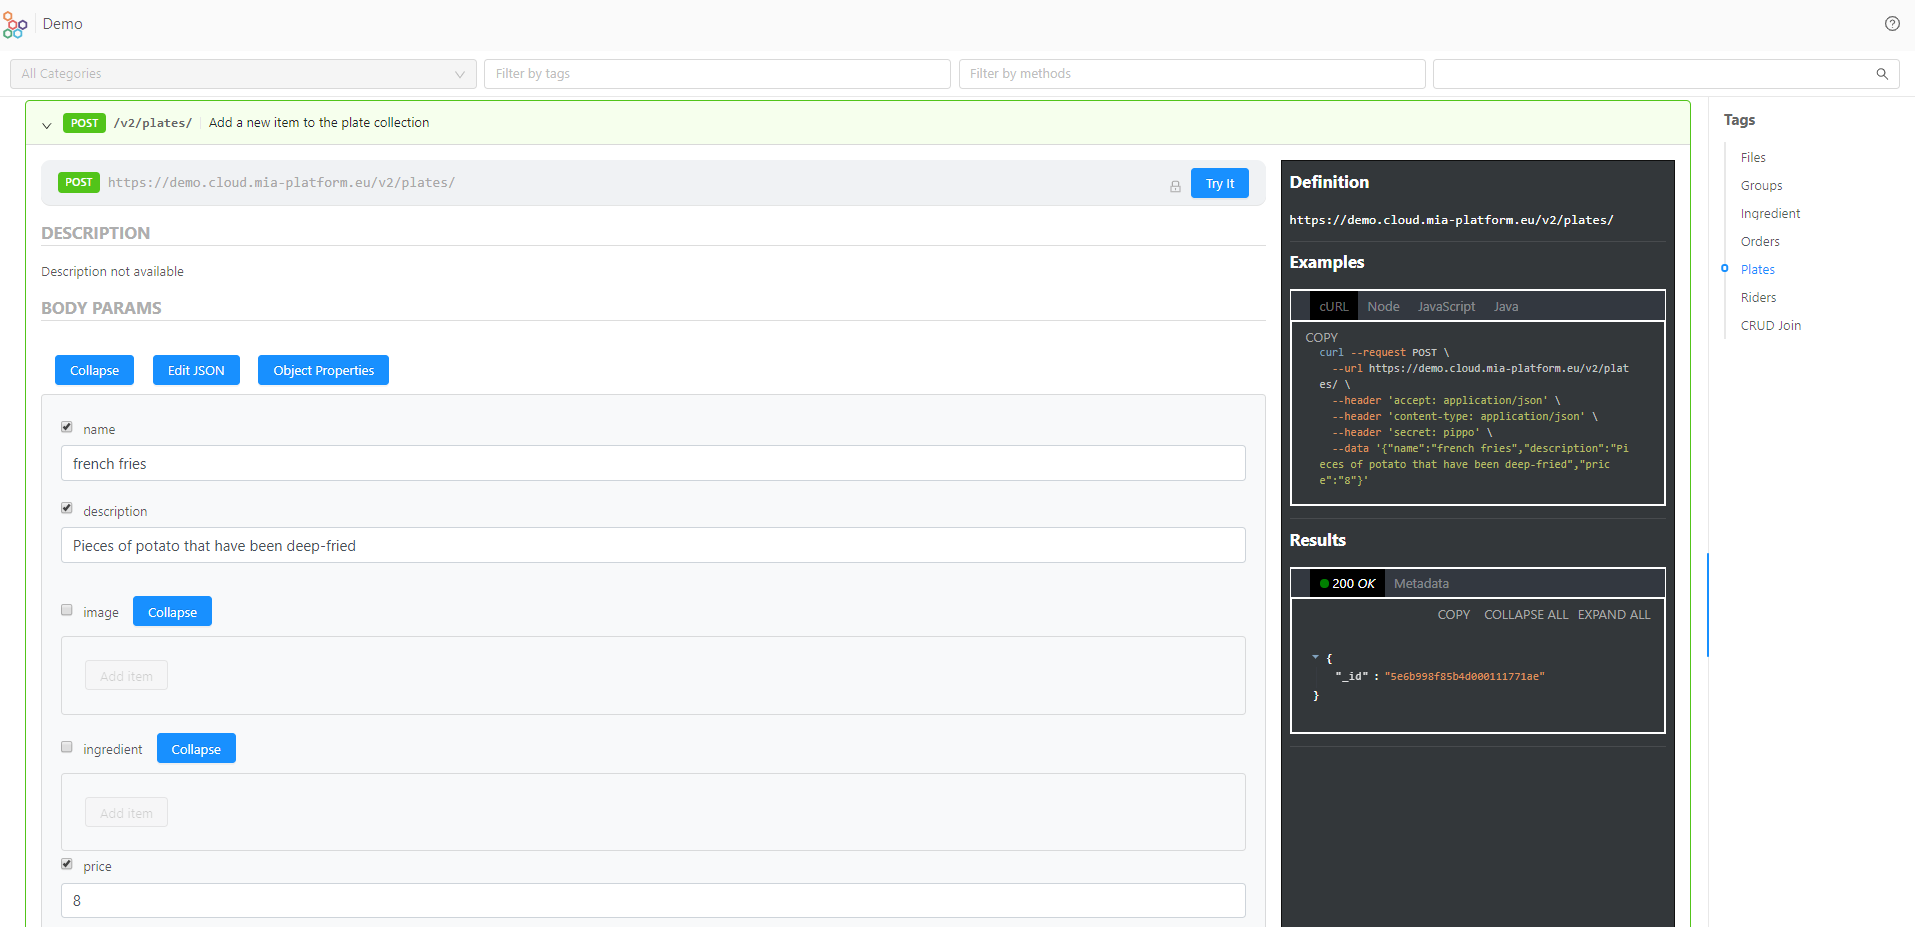 Demo
All Categories
Filter by tags
Filter by methods
POST /v2/plates/ Add a new item to the plate collection
POST https://demo.cloud.mia-platform.eu/v2/plates/
Try It
DESCRIPTION
Description not available
BODY PARAMS
Collapse
Edit JSON
Object Properties
name
french fries
description
Pieces of potato that have been deep-fried
image
Collapse
Add item
ingredient
Collapse
Add item
price
8
Definition
https://demo.cloud.mia-platform.eu/v2/plates/
Examples
cURL Node JavaScript Java
COPY
curl --request POST \
--url https://demo.cloud.mia-platform.eu/v2/plat
es/ \
--header 'accept: application/json' \
--header 'content-type: application/json' \
--header 'secret: pippo' \
--data '{"name":"french fries","description":"Pi
eces of potato that have been deep-fried","pric
e":"8"}'
Results
200 OK Metadata
COPY COLLAPSE ALL EXPAND ALL
{
"_id" : "5e6b998f85b4d000111771ae"
}
Tags
Files
Groups
Ingredient
Orders
Plates
Riders
CRUD Join